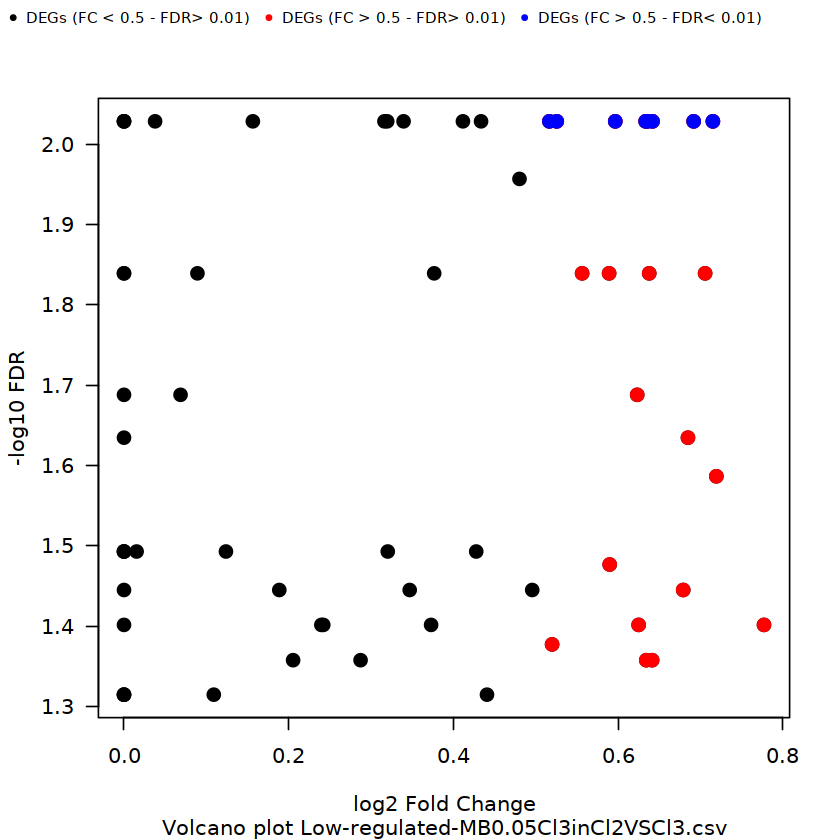 DEGs (FC < 0.5 - FDR> 0.01) DEGs (FC > 0.5 - FDR> 0.01) DEGs (FC > 0.5 - FDR< 0.01)
-log10 FDR
2.0
1.9
1.8
1.7
1.6
1.5
1.4
1.3
0.0 0.2 0.4 0.6 0.8
log2 Fold Change
Volcano plot Low-regulated-MB0.05Cl3inCl2VSCl3.csv